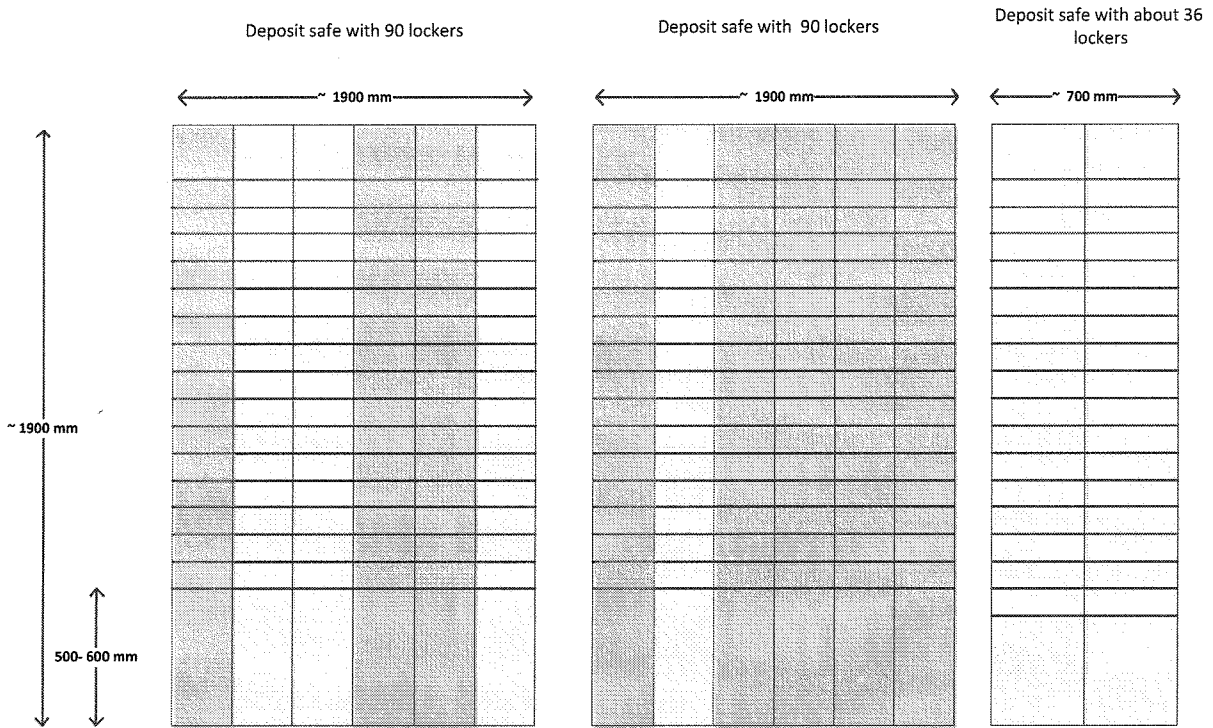 Deposit safe with 90 lockers
Deposit safe with  90 lockers
Deposit safe with about 36
lockers
~ 1900 mm
~ 1900 mm
~ 700 mm
~ 1900 mm
500- 600 mm